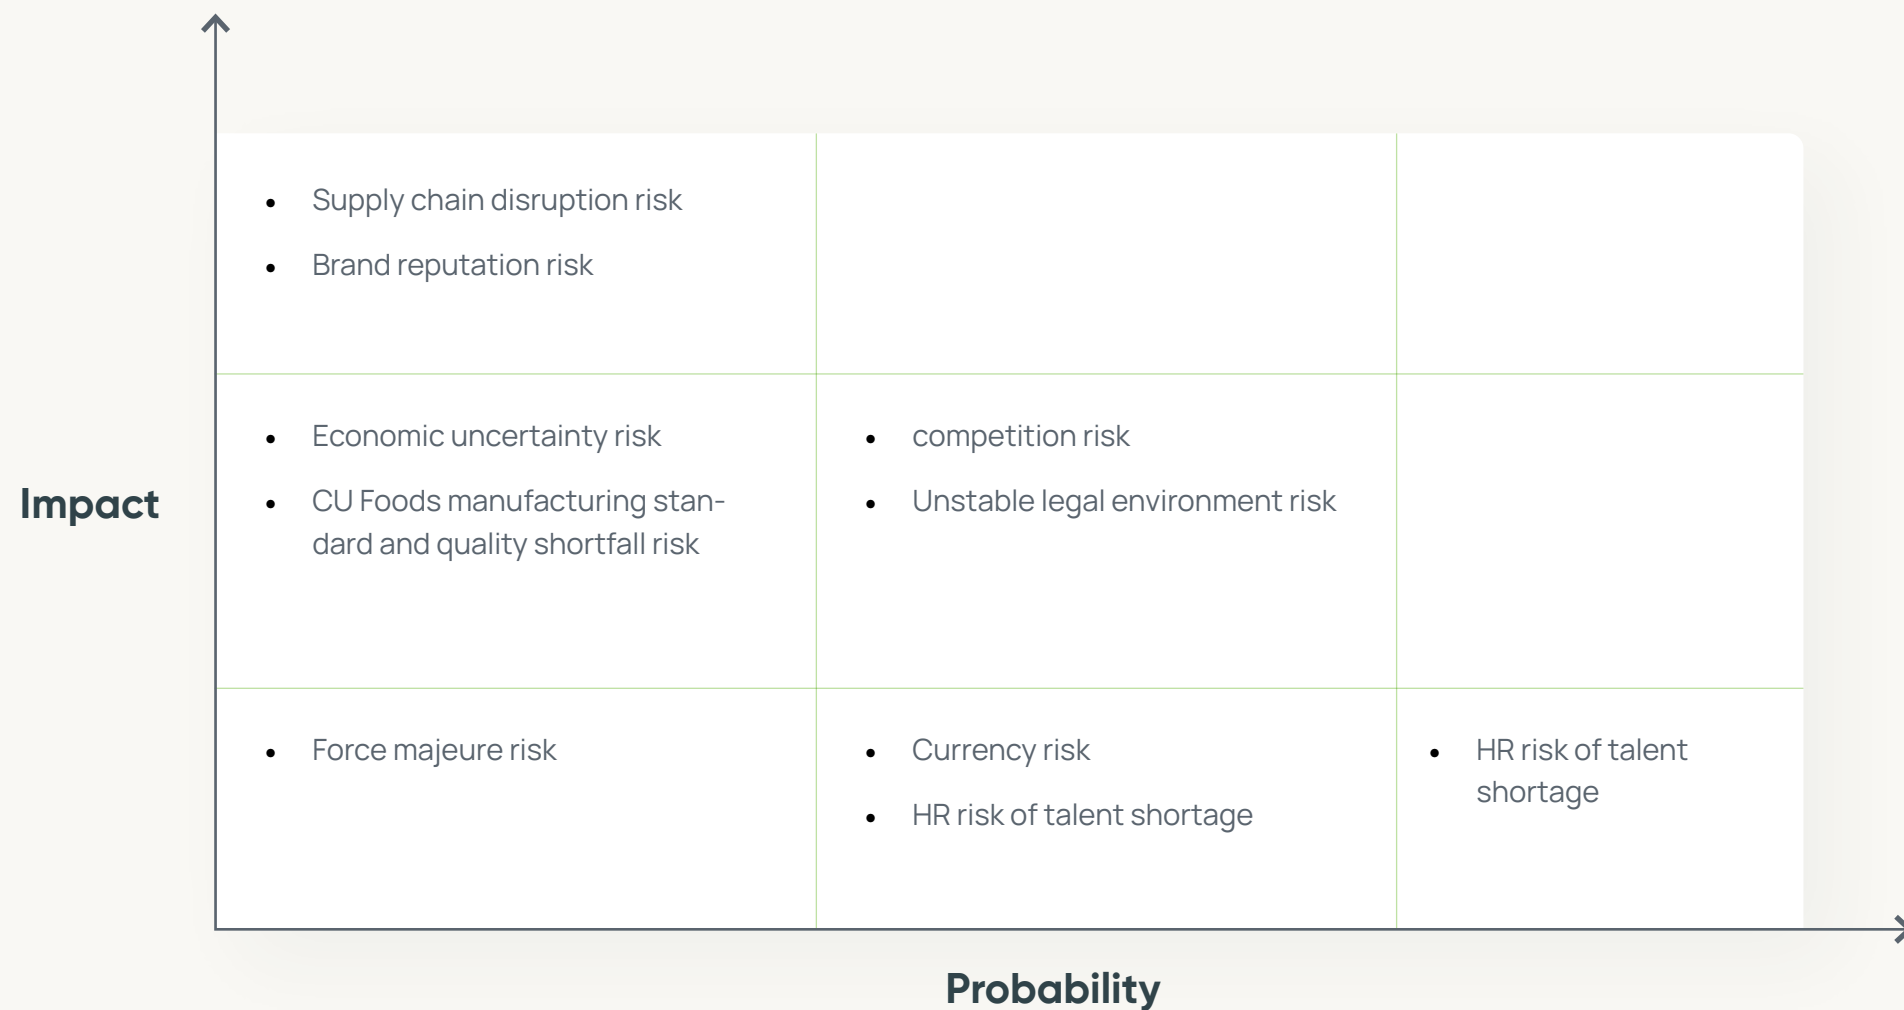 Supply chain disruption risk
Brand reputation risk
Impact
Economic uncertainty risk
CU Foods manufacturing stan-
dard and quality shortfall risk
competition risk
Unstable legal environment risk
Force majeure risk
Currency risk
HR risk of talent shortage
HR risk of talent
shortage
Probability